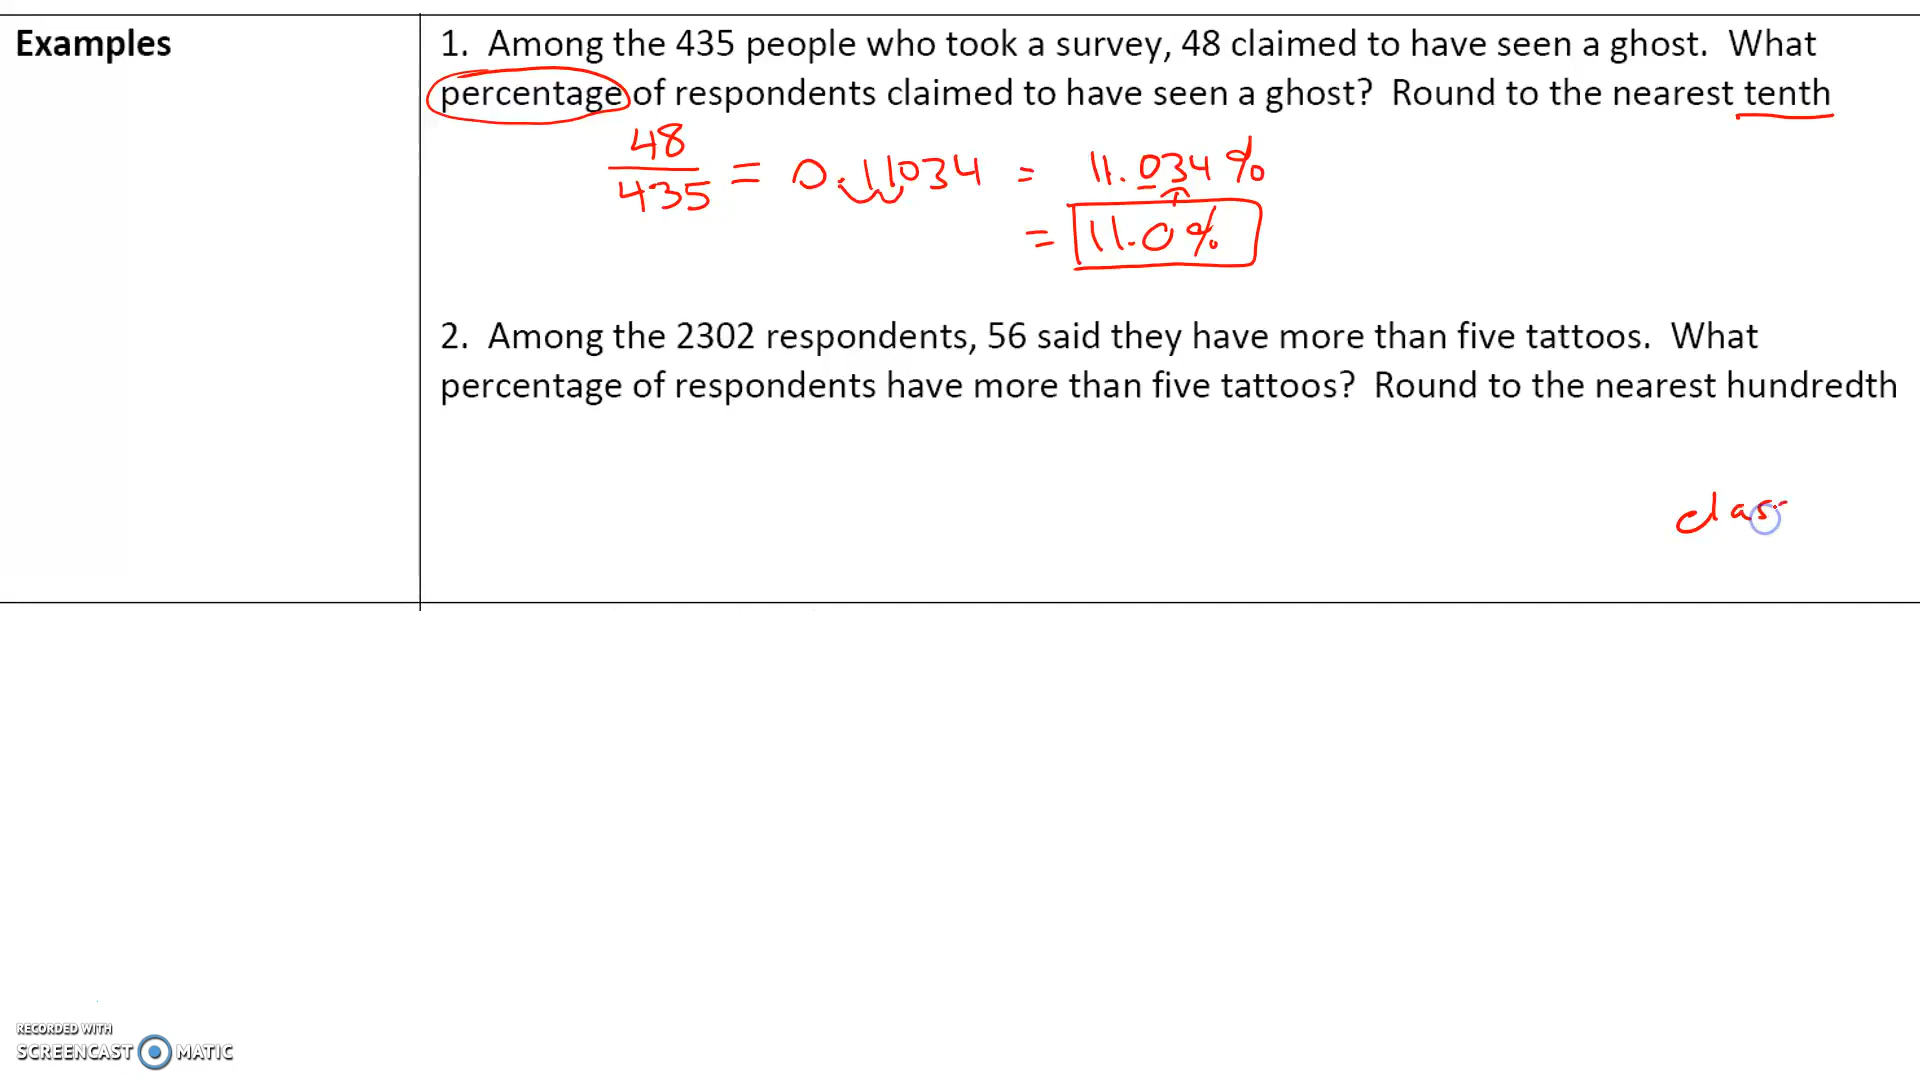 Examples
1. Among the 435 people who took a survey, 48 claimed to have seen a ghost. What
percentage of respondents claimed to have seen a ghost? Round to the nearest tenth
48
435
= 0.11034 = 11.034%
= 11.0%
2. Among the 2302 respondents, 56 said they have more than five tattoos. What
percentage of respondents have more than five tattoos? Round to the nearest hundredth
clas
RECORDED WITH
SCREENCAST MATIC